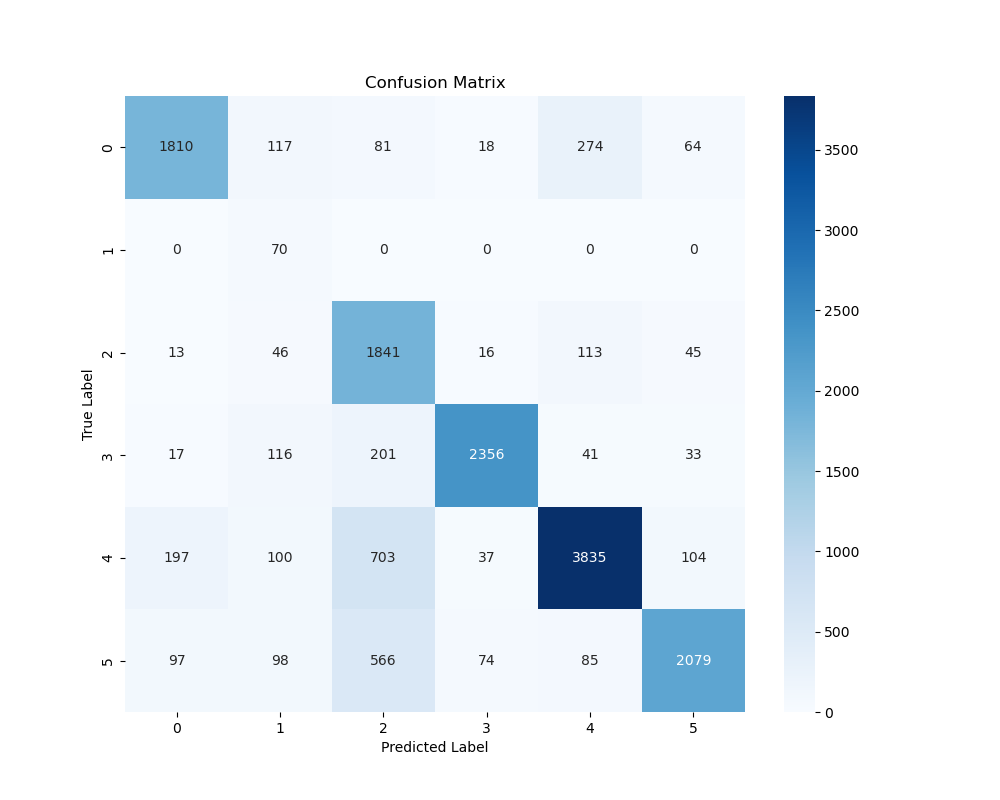 Confusion Matrix
0 1810 117 81 18 274 64
1 0 70 0 0 0 0
2 13 46 1841 16 113 45
3 17 116 201 2356 41 33
4 197 100 703 37 3835 104
5 97 98 566 74 85 2079
0 1 2 3 4 5
Predicted Label
True Label
3500
3000
2500
2000
1500
1000
500
0